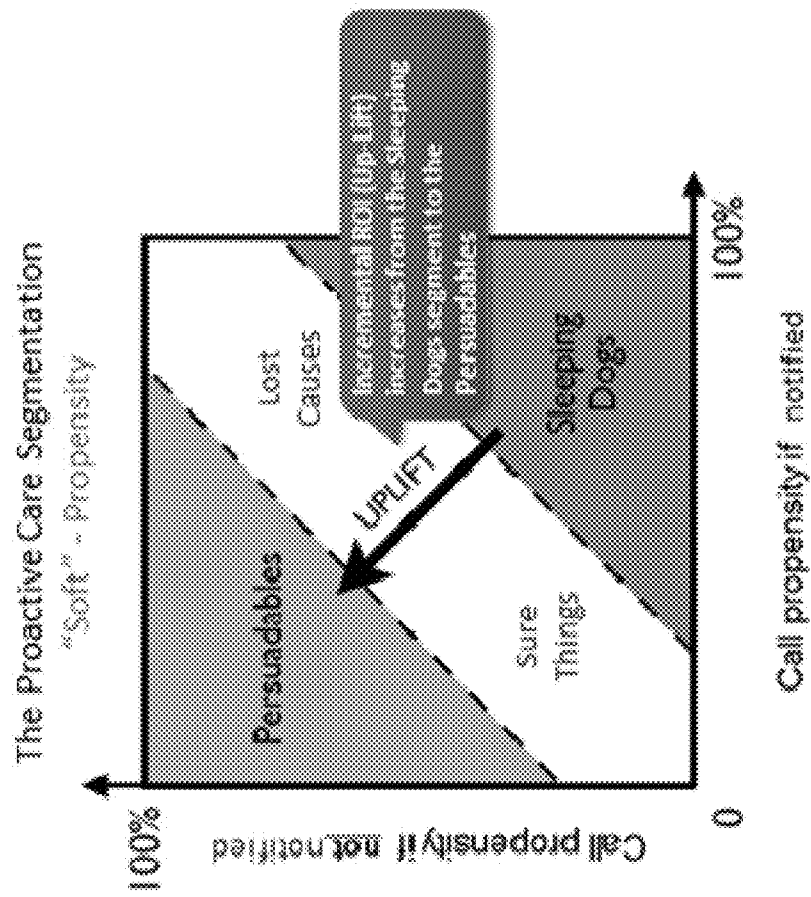 The Proactive Care Segmentation
"Soft" - Propensity
100%
Call propensity if not notified
Persuadables
Lost
Causes
UPLIFT
Incremental ROI (Up-Lift)
increases from the Sleeping
Dogs segment to the
Persuadables
Sure
Things
Sleeping
Dogs
0
100%
Call propensity if notified